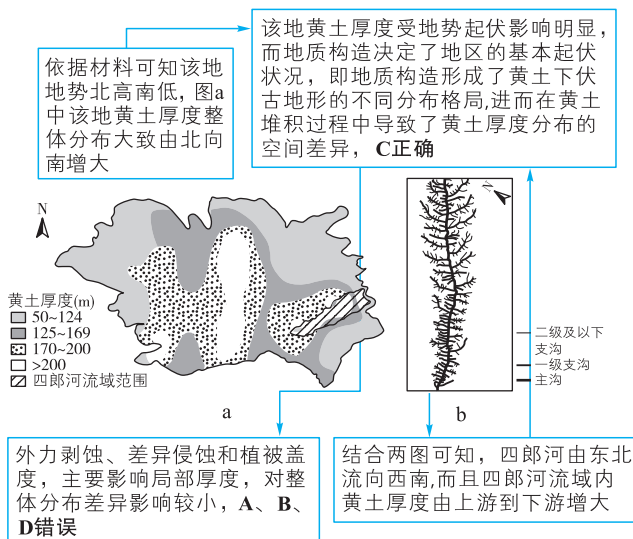 依据材料可知该地
地势北高南低，图a
中该地黄土厚度整
体分布大致由北向
南增大
该地黄土厚度受地势起伏影响明显，
而地质构造决定了地区的基本起伏
状况，即地质构造形成了黄土下伏
古地形的不同分布格局,进而在黄土
堆积过程中导致了黄土厚度分布的
空间差异，C正确
N
黄土厚度(m)
50~124
125~169
170~200
>200
四郎河流域范围
a
N
二级及以下
支沟
一级支沟
主沟
b
外力剥蚀、差异侵蚀和植被盖
度，主要影响局部厚度，对整
体分布差异影响较小，A、B、
D错误
结合两图可知，四郎河由东北
流向西南,而且四郎河流域内
黄土厚度由上游到下游增大